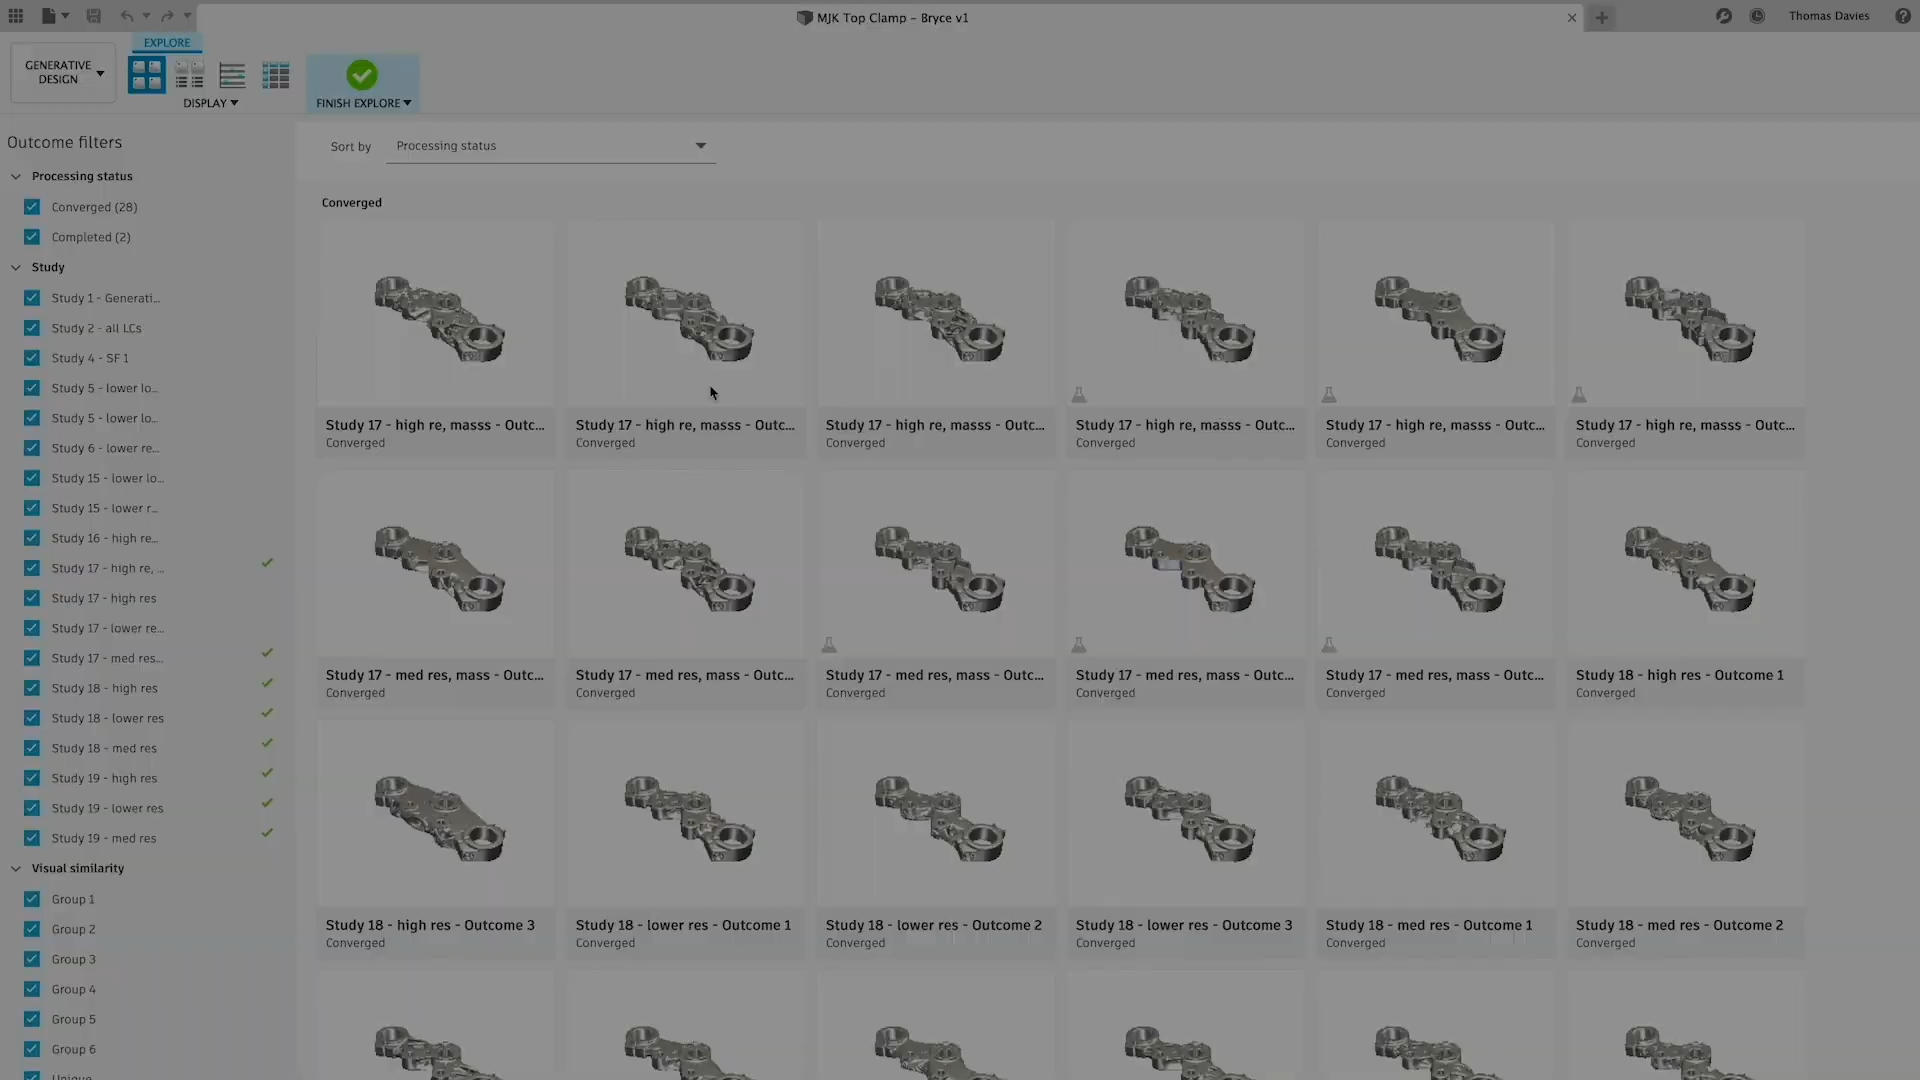 MJK Top Clamp – Bryce v1
Thomas Davies
GENERATIVE
DESIGN
EXPLORE
DISPLAY
FINISH EXPLORE
Outcome filters
Sort by
Processing status
Processing status
Converged (28)
Completed (2)
Study
Study 1 - Generati...
Study 2 - all LCs
Study 4 - SF 1
Study 5 - lower lo...
Study 5 - lower lo...
Study 6 - lower re...
Study 15 - lower lo...
Study 15 - lower r...
Study 16 - high re...
Study 17 - high re, ...
Study 17 - high res
Study 17 - lower re...
Study 17 - med res...
Study 18 - high res
Study 18 - lower res
Study 18 - med res
Study 19 - high res
Study 19 - lower res
Study 19 - med res
Visual similarity
Group 1
Group 2
Group 3
Group 4
Group 5
Group 6
Unique
Converged
Study 17 - high re, masss - Outc...
Converged
Study 17 - high re, masss - Outc...
Converged
Study 17 - high re, masss - Outc...
Converged
Study 17 - high re, masss - Outc...
Converged
Study 17 - high re, masss - Outc...
Converged
Study 17 - high re, masss - Outc...
Converged
Study 17 - med res, mass - Outc...
Converged
Study 17 - med res, mass - Outc...
Converged
Study 17 - med res, mass - Outc...
Converged
Study 17 - med res, mass - Outc...
Converged
Study 17 - med res, mass - Outc...
Converged
Study 18 - high res - Outcome 1
Converged
Study 18 - high res - Outcome 3
Converged
Study 18 - lower res - Outcome 1
Converged
Study 18 - lower res - Outcome 2
Converged
Study 18 - lower res - Outcome 3
Converged
Study 18 - med res - Outcome 1
Converged
Study 18 - med res - Outcome 2
Converged